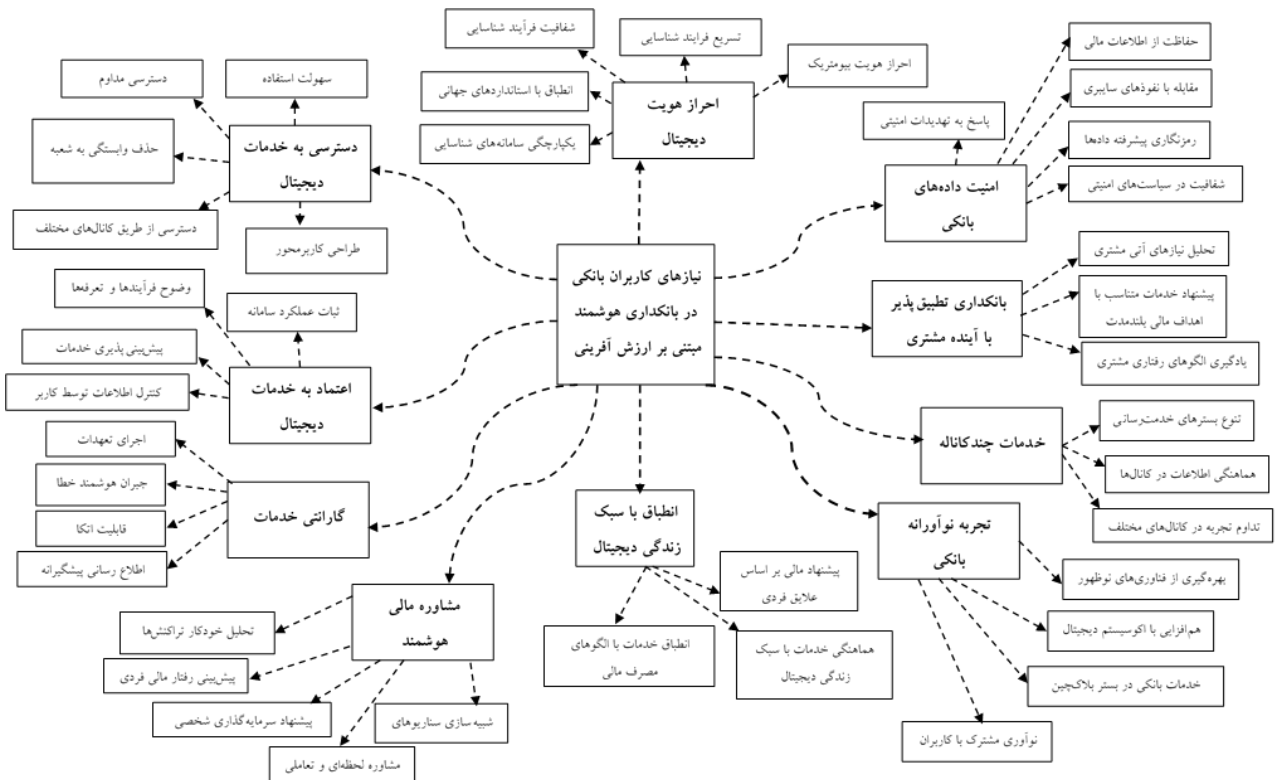 نیازهای کاربران بانکی
در بانکداری هوشمند
مبتنی بر ارزش آفرینی
احراز هویت
دیجیتال
شفافیت فرآیند شناسایی
تسریع فرایند شناسایی
احراز هویت بیومتریک
انطباق با استانداردهای جهانی
یکپارچگی سامانه‌های شناسایی
امنیت داده‌های
بانکی
حفاظت از اطلاعات مالی
مقابله با نفوذهای سایبری
پاسخ به تهدیدات امنیتی
رمزنگاری پیشرفته داده‌ها
شفافیت در سیاست‌های امنیتی
بانکداری تطبیق‌پذیر
با آینده مشتری
تحلیل نیازهای آتی مشتری
پیشنهاد خدمات متناسب با
اهداف مالی بلندمدت
یادگیری الگوهای رفتاری مشتری
خدمات چندکاناله
تنوع بسترهای خدمت‌رسانی
هماهنگی اطلاعات در کانال‌ها
تداوم تجربه در کانال‌های مختلف
تجربه نوآورانه
بانکی
بهره‌گیری از فناوری‌های نوظهور
هم‌افزایی با اکوسیستم دیجیتال
خدمات بانکی در بستر بلاک‌چین
نوآوری مشترک با کاربران
انطباق با سبک
زندگی دیجیتال
پیشنهاد مالی بر اساس
علایق فردی
هماهنگی خدمات با سبک
زندگی دیجیتال
انطباق خدمات با الگوهای
مصرف مالی
مشاوره مالی
هوشمند
تحلیل خودکار تراکنش‌ها
پیش‌بینی رفتار مالی فردی
پیشنهاد سرمایه‌گذاری شخصی
مشاوره لحظه‌ای و تعاملی
شبیه سازی سناریوهای
گارانتی خدمات
اجرای تعهدات
جبران هوشمند خطا
قابلیت اتکا
اطلاع رسانی پیشگیرانه
اعتماد به خدمات
دیجیتال
وضوح فرآیندها و تعرفه‌ها
ثبات عملکرد سامانه
پیش‌بینی پذیری خدمات
کنترل اطلاعات توسط کاربر
دسترسی به خدمات
دیجیتال
دسترسی مداوم
سهولت استفاده
حذف وابستگی به شعبه
دسترسی از طریق کانال‌های مختلف
طراحی کاربرمحور